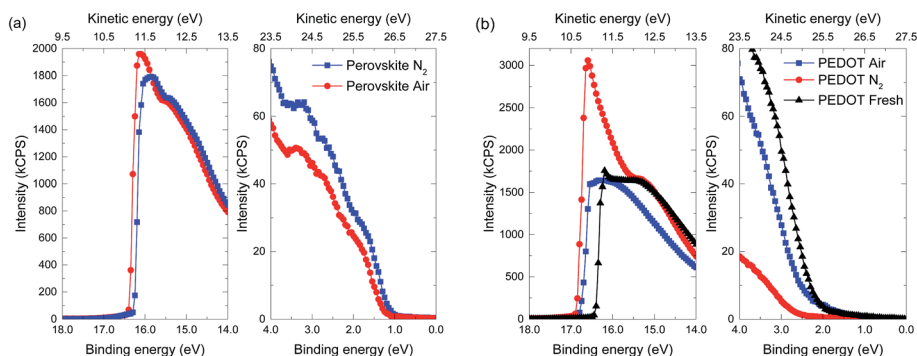 (a)
Kinetic energy (eV)
9.5 10.5 11.5 12.5 13.5
Kinetic energy (eV)
23.5 24.5 25.5 26.5 27.5
Intensity (kCPS)
2000
1800
1600
1400
1200
1000
800
600
400
200
0
18.0 17.0 16.0 15.0 14.0
Binding energy (eV)
Intensity (kCPS)
80
60
40
20
0
Perovskite N2
Perovskite Air
4.0 3.0 2.0 1.0 0.0
Binding energy (eV)
(b)
Kinetic energy (eV)
9.5 10.5 11.5 12.5 13.5
Kinetic energy (eV)
23.5 24.5 25.5 26.5 27.5
Intensity (kCPS)
3000
2500
2000
1500
1000
500
0
18.0 17.0 16.0 15.0 14.0
Binding energy (eV)
Intensity (kCPS)
80
60
40
20
0
PEDOT Air
PEDOT N2
PEDOT Fresh
4.0 3.0 2.0 1.0 0.0
Binding energy (eV)